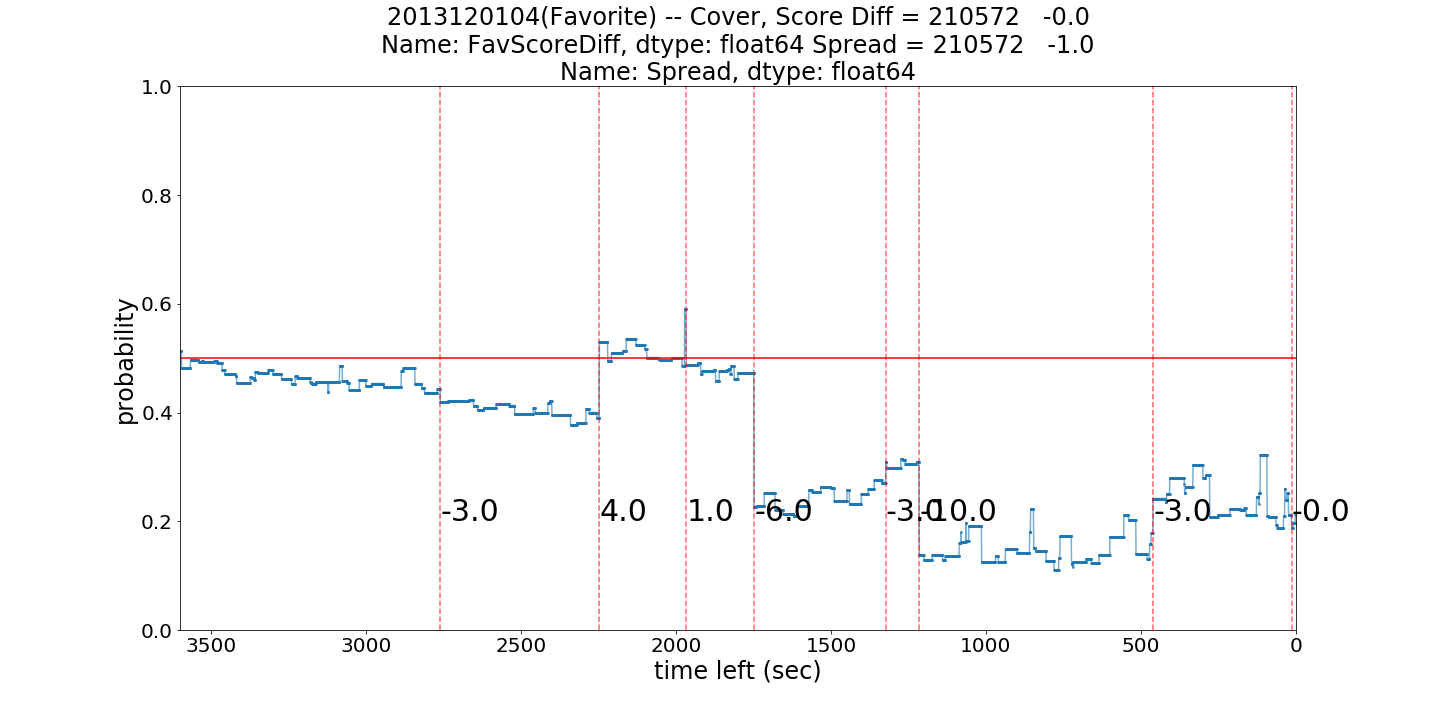 2013120104(Favorite) -- Cover, Score Diff = 210572   -0.0
Name: FavScoreDiff, dtype: float64 Spread = 210572   -1.0
Name: Spread, dtype: float64
1.0
0.8
0.6
0.4
0.2
0.0
probability
-3.0
4.0
1.0
-6.0
-3.0
-10.0
-3.0
-0.0
3500 3000 2500 2000 1500 1000 500 0
time left (sec)